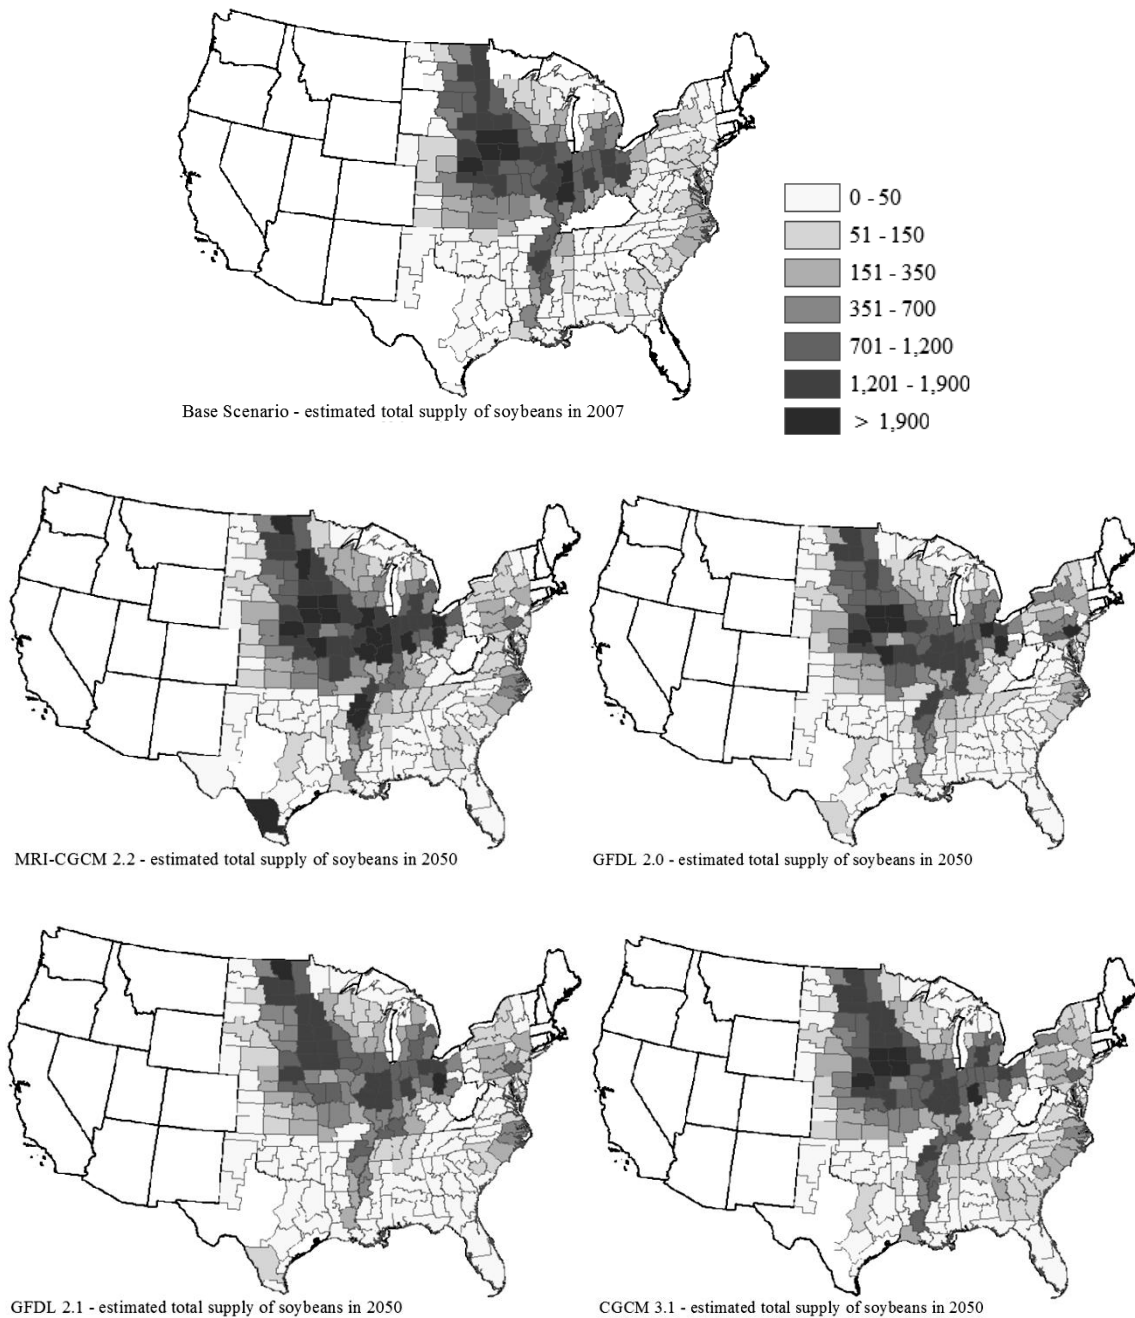 0 - 50
51 - 150
151 - 350
351 - 700
701 - 1,200
1,201 - 1,900
> 1,900
Base Scenario - estimated total supply of soybeans in 2007
MRI-CGCM 2.2 - estimated total supply of soybeans in 2050
GFDL 2.0 - estimated total supply of soybeans in 2050
GFDL 2.1 - estimated total supply of soybeans in 2050
CGCM 3.1 - estimated total supply of soybeans in 2050